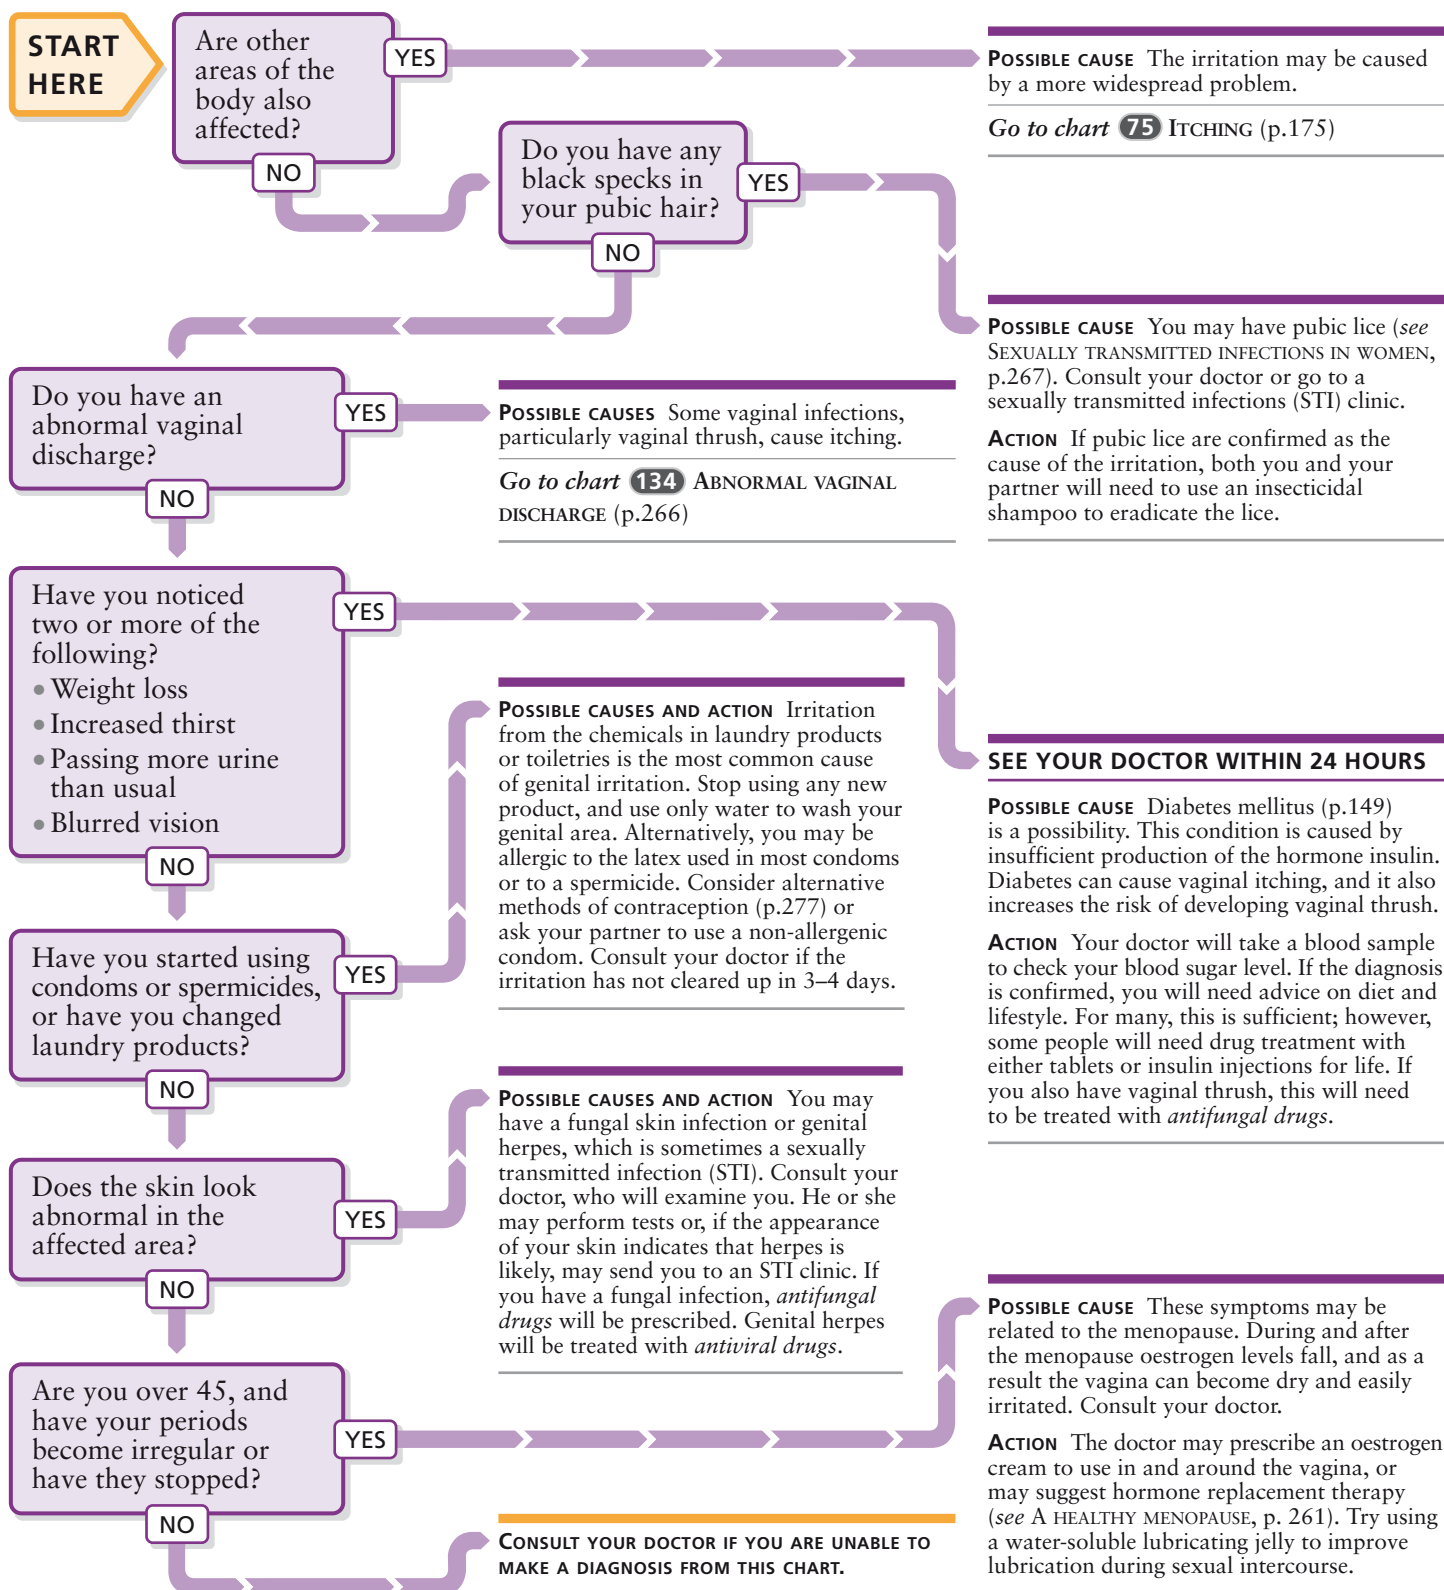 START
HERE
Are other
areas of the
body also
affected?
YES
NO
POSSIBLE CAUSE The irritation may be caused
by a more widespread problem.
Go to chart 75 ITCHING (p.175)
Do you have any
black specks in
your pubic hair?
YES
NO
POSSIBLE CAUSE You may have pubic lice (see
SEXUALLY TRANSMITTED INFECTIONS IN WOMEN,
p.267). Consult your doctor or go to a
sexually transmitted infections (STI) clinic.
ACTION If pubic lice are confirmed as the
cause of the irritation, both you and your
partner will need to use an insecticidal
shampoo to eradicate the lice.
Do you have an
abnormal vaginal
discharge?
YES
NO
POSSIBLE CAUSES Some vaginal infections,
particularly vaginal thrush, cause itching.
Go to chart 134 ABNORMAL VAGINAL
DISCHARGE (p.266)
Have you noticed
two or more of the
following?
• Weight loss
• Increased thirst
• Passing more urine
than usual
• Blurred vision
YES
NO
SEE YOUR DOCTOR WITHIN 24 HOURS
POSSIBLE CAUSE Diabetes mellitus (p.149)
is a possibility. This condition is caused by
insufficient production of the hormone insulin.
Diabetes can cause vaginal itching, and it also
increases the risk of developing vaginal thrush.
ACTION Your doctor will take a blood sample
to check your blood sugar level. If the diagnosis
is confirmed, you will need advice on diet and
lifestyle. For many, this is sufficient; however,
some people will need drug treatment with
either tablets or insulin injections for life. If
you also have vaginal thrush, this will need
to be treated with antifungal drugs.
Have you started using
condoms or spermicides,
or have you changed
laundry products?
YES
NO
POSSIBLE CAUSES AND ACTION Irritation
from the chemicals in laundry products
or toiletries is the most common cause
of genital irritation. Stop using any new
product, and use only water to wash your
genital area. Alternatively, you may be
allergic to the latex used in most condoms
or to a spermicide. Consider alternative
methods of contraception (p.277) or
ask your partner to use a non-allergenic
condom. Consult your doctor if the
irritation has not cleared up in 3–4 days.
Does the skin look
abnormal in the
affected area?
YES
NO
POSSIBLE CAUSES AND ACTION You may
have a fungal skin infection or genital
herpes, which is sometimes a sexually
transmitted infection (STI). Consult your
doctor, who will examine you. He or she
may perform tests or, if the appearance
of your skin indicates that herpes is
likely, may send you to an STI clinic. If
you have a fungal infection, antifungal
drugs will be prescribed. Genital herpes
will be treated with antiviral drugs.
Are you over 45, and
have your periods
become irregular or
have they stopped?
YES
NO
POSSIBLE CAUSE These symptoms may be
related to the menopause. During and after
the menopause oestrogen levels fall, and as a
result the vagina can become dry and easily
irritated. Consult your doctor.
ACTION The doctor may prescribe an oestrogen
cream to use in and around the vagina, or
may suggest hormone replacement therapy
(see A HEALTHY MENOPAUSE, p. 261). Try using
a water-soluble lubricating jelly to improve
lubrication during sexual intercourse.
CONSULT YOUR DOCTOR IF YOU ARE UNABLE TO
MAKE A DIAGNOSIS FROM THIS CHART.